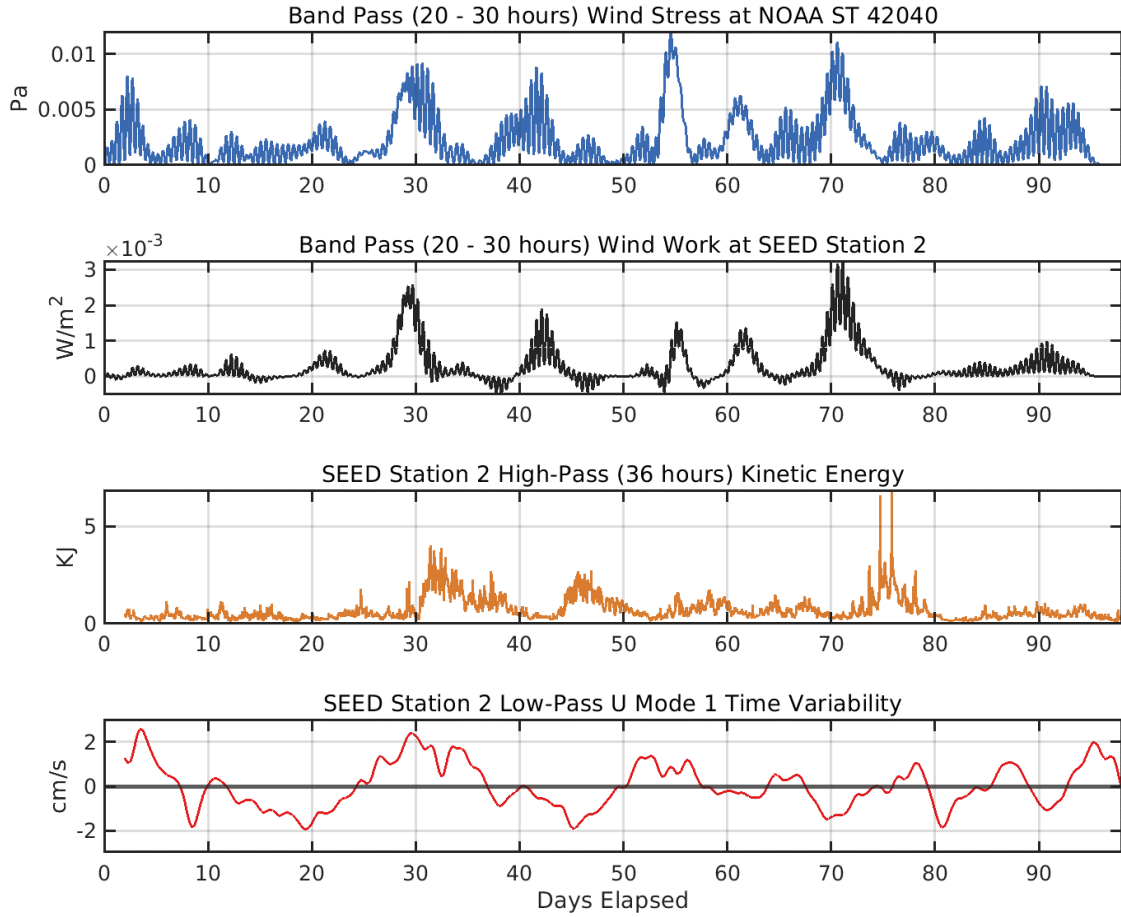 Band Pass (20 - 30 hours) Wind Stress at NOAA ST 42040
0.01
0.005
0
Pa
0 10 20 30 40 50 60 70 80 90
×10⁻³
Band Pass (20 - 30 hours) Wind Work at SEED Station 2
3
2
1
0
W/m²
0 10 20 30 40 50 60 70 80 90
SEED Station 2 High-Pass (36 hours) Kinetic Energy
5
0
KJ
0 10 20 30 40 50 60 70 80 90
SEED Station 2 Low-Pass U Mode 1 Time Variability
2
0
-2
cm/s
0 10 20 30 40 50 60 70 80 90
Days Elapsed